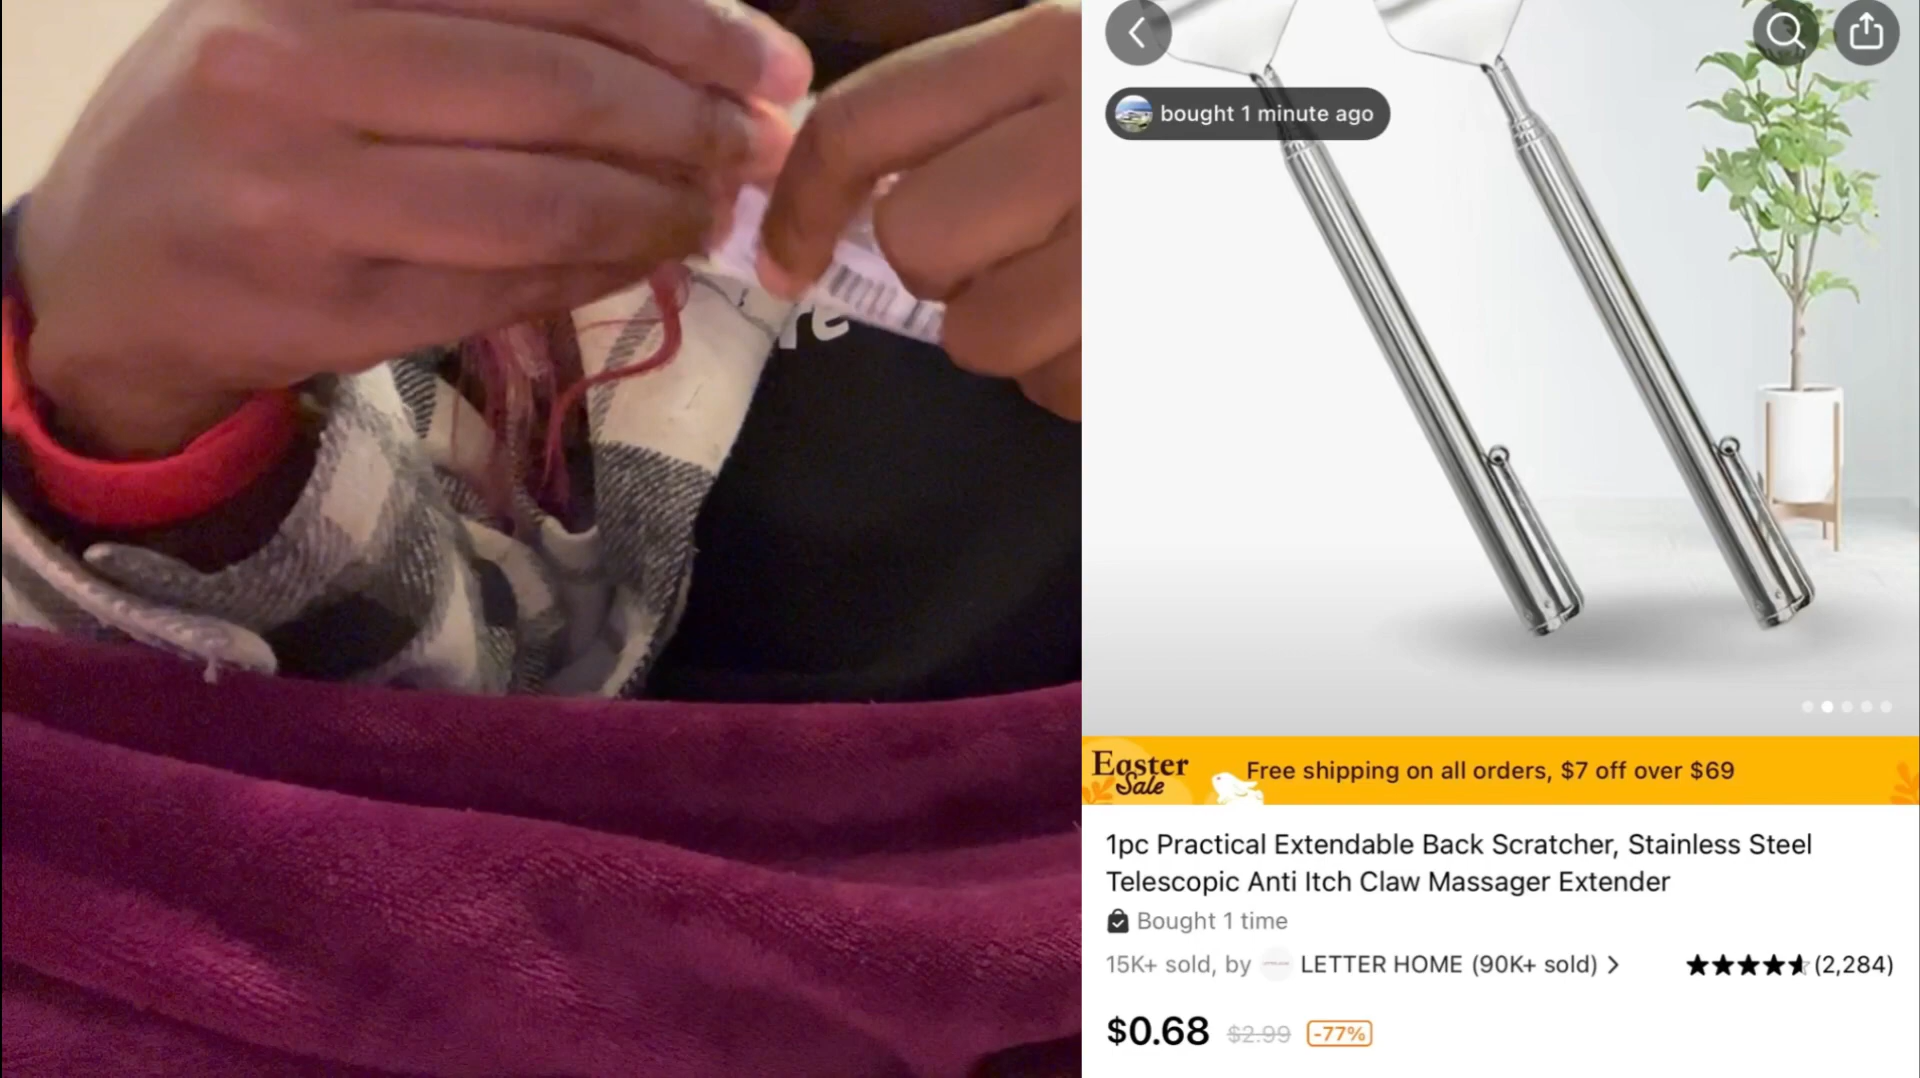 re
bought 1 minute ago
Easter
Sale
Free shipping on all orders, $7 off over $69
1pc Practical Extendable Back Scratcher, Stainless Steel
Telescopic Anti Itch Claw Massager Extender
Bought 1 time
15K+ sold, by LETTER HOME (90K+ sold) >
(2,284)
$0.68 $2.99 -77%